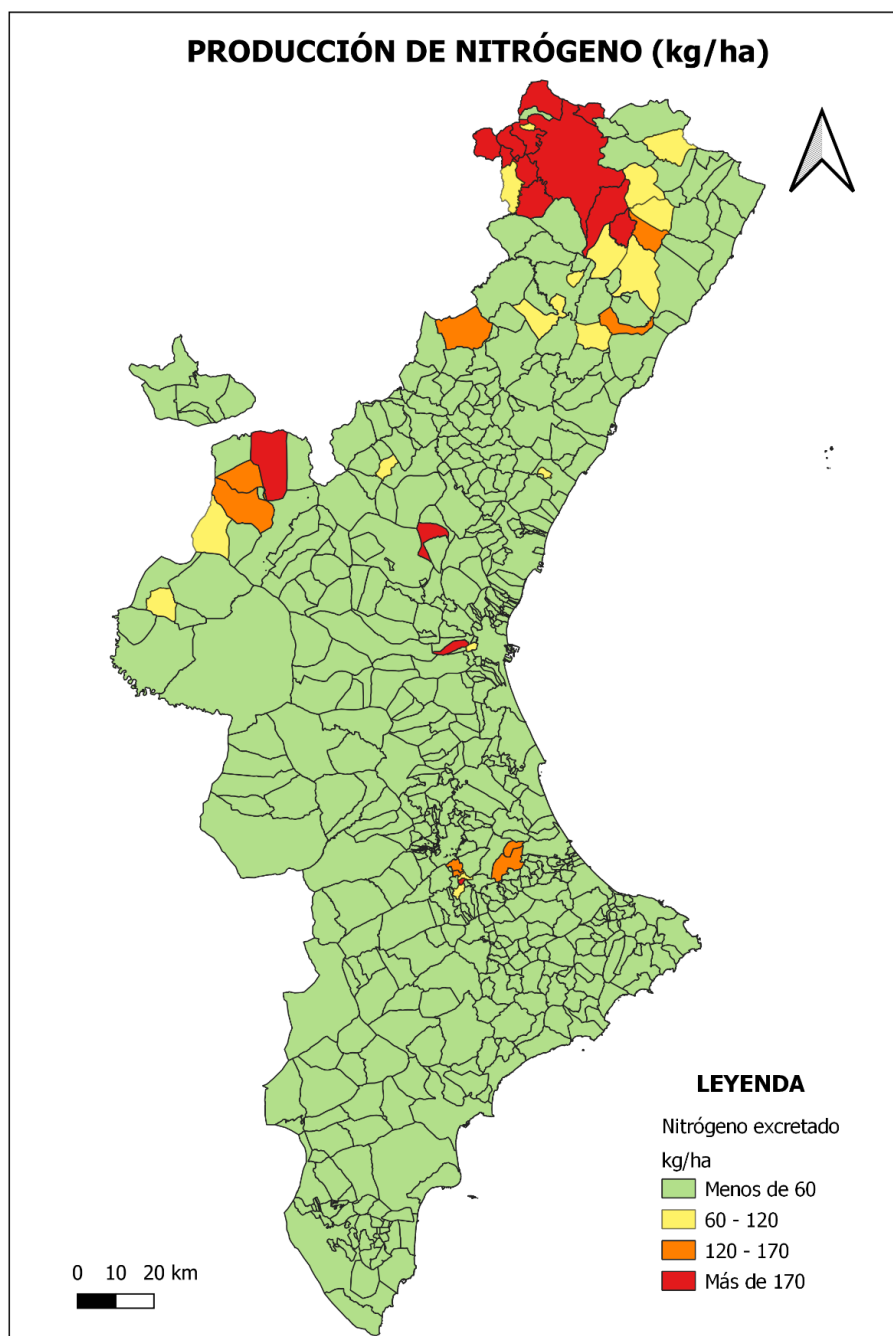 PRODUCCIÓN DE NITRÓGENO (kg/ha)
LEYENDA
Nitrógeno excretado
kg/ha
Menos de 60
60 - 120
120 - 170
Más de 170
0 10 20 km